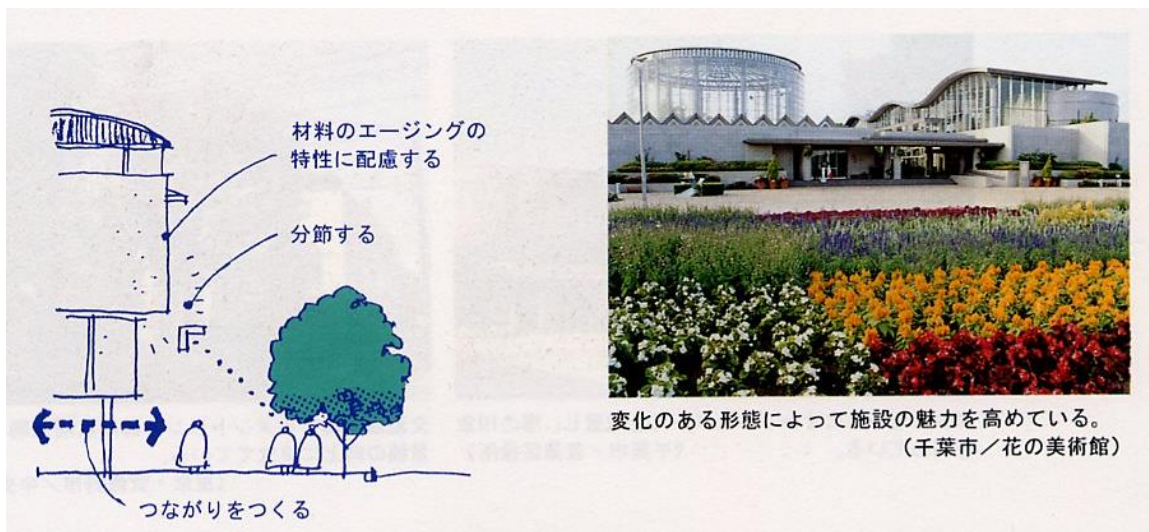 材料のエージングの
特性に配慮する
分節する
つながりをつくる
変化のある形態によって施設の魅力を高めている。
(千葉市/花の美術館)